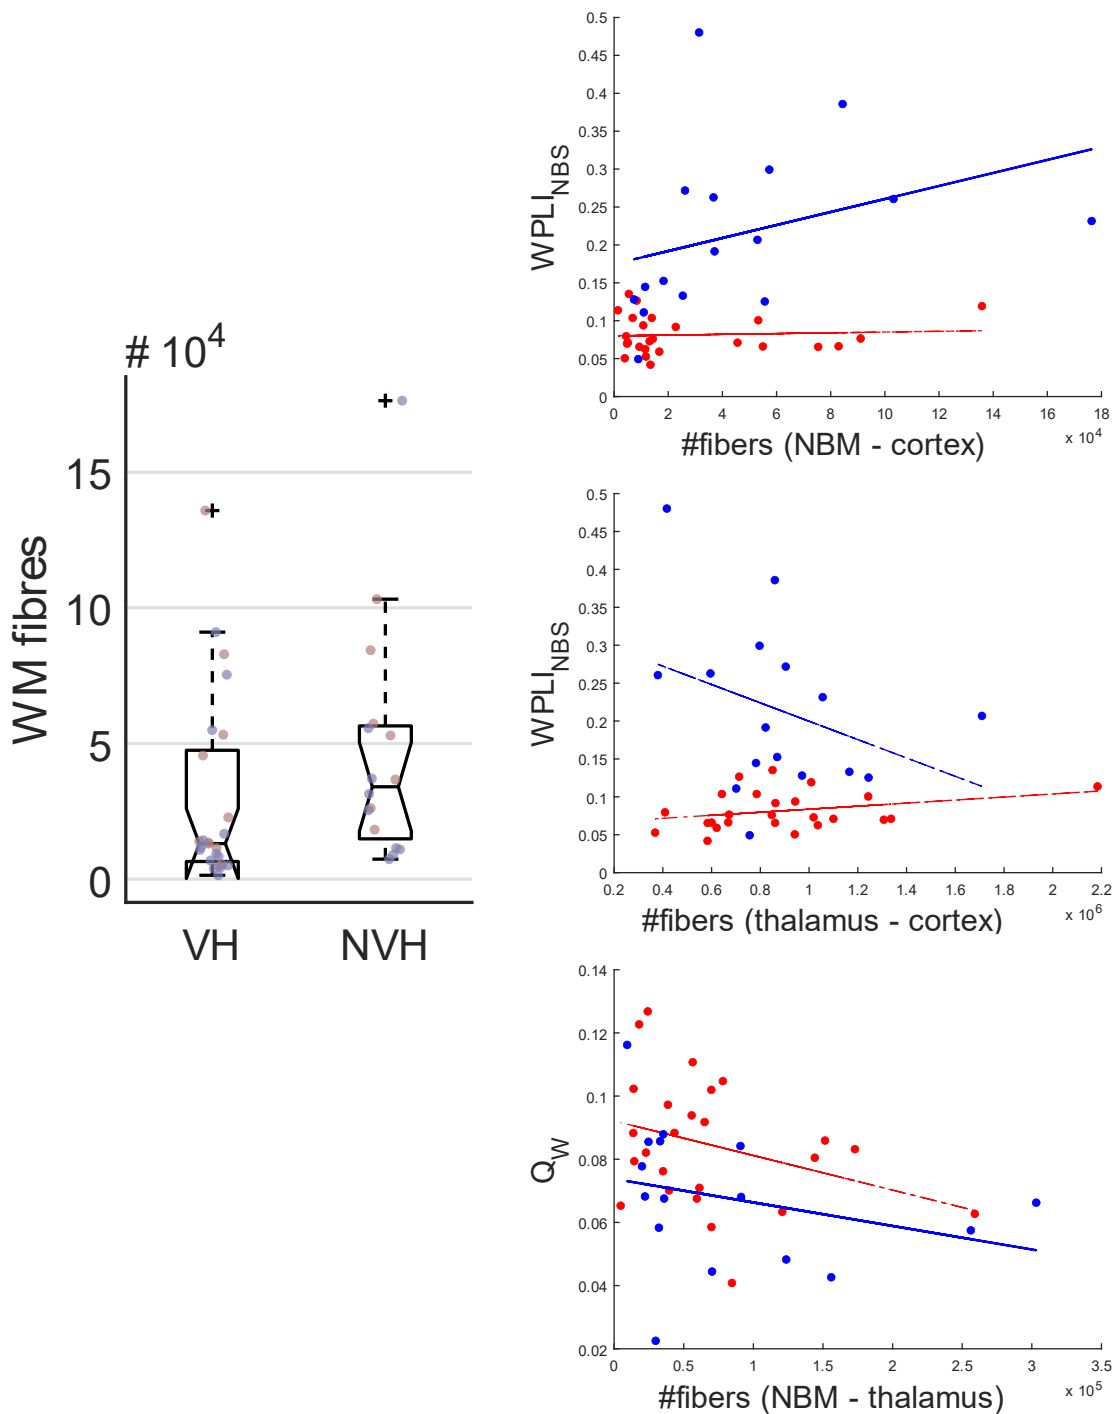 # 10^4
WM fibres
15
10
5
0
VH NVH
WPLI_NBS
0.5
0.45
0.4
0.35
0.3
0.25
0.2
0.15
0.1
0.05
0
0 2 4 6 8 10 12 14 16 18
x 10^4
#fibers (NBM - cortex)
WPLI_NBS
0.5
0.45
0.4
0.35
0.3
0.25
0.2
0.15
0.1
0.05
0
0.2 0.4 0.6 0.8 1 1.2 1.4 1.6 1.8 2 2.2
x 10^6
#fibers (thalamus - cortex)
Q_W
0.14
0.12
0.1
0.08
0.06
0.04
0.02
0 0.5 1 1.5 2 2.5 3 3.5
x 10^5
#fibers (NBM - thalamus)